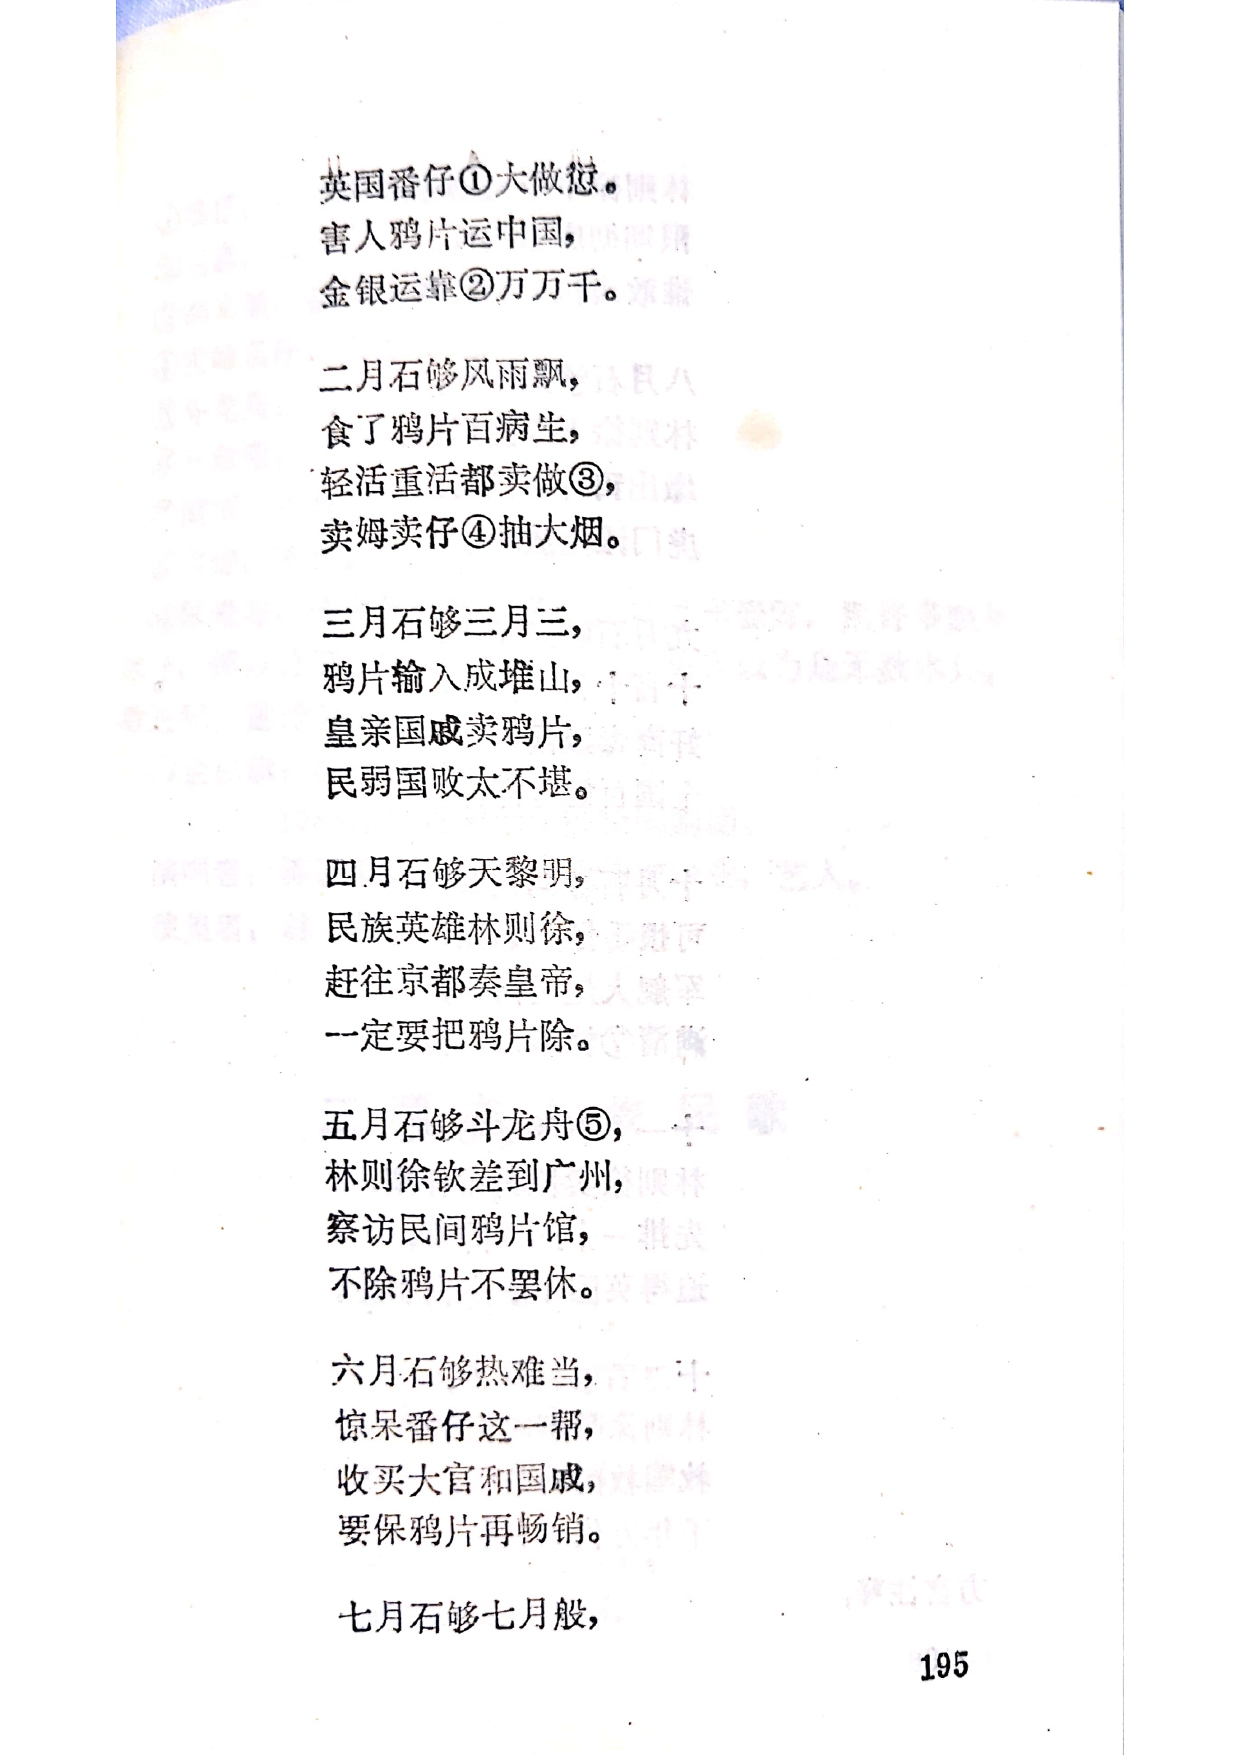 英国番仔①大做愆。
害人鸦片运中国，
金银运靠②万万千。
二月石够风雨飘，
食了鸦片百病生，
轻活重活都卖做③，
卖姆卖仔④抽大烟。
三月石够三月三，
鸦片输入成堆山，
皇亲国戚卖鸦片，
民弱国败太不堪。
四月石够天黎明，
民族英雄林则徐，
赶往京都奏皇帝，
一定要把鸦片除。
五月石够斗龙舟⑤，
林则徐钦差到广州，
察访民间鸦片馆，
不除鸦片不罢休。
六月石够热难当，
惊呆番仔这一帮，
收买大官和国戚，
要保鸦片再畅销。
七月石够七月般，
195